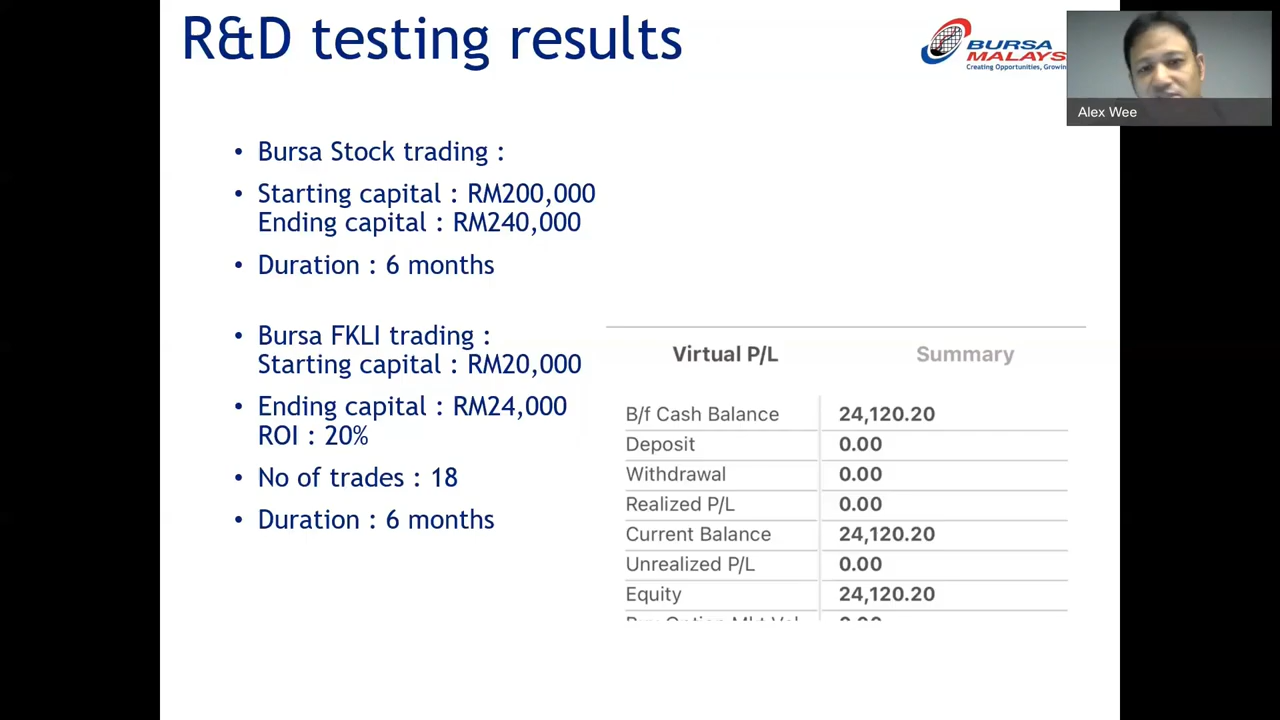 R&D testing results
BURSA
MALAYS
Creating Opportunities, Growin
Alex Wee
• Bursa Stock trading :
• Starting capital : RM200,000
Ending capital : RM240,000
• Duration : 6 months
• Bursa FKLI trading :
Starting capital : RM20,000
• Ending capital : RM24,000
ROI : 20%
• No of trades : 18
• Duration : 6 months
Virtual P/L Summary
B/f Cash Balance 24,120.20
Deposit 0.00
Withdrawal 0.00
Realized P/L 0.00
Current Balance 24,120.20
Unrealized P/L 0.00
Equity 24,120.20